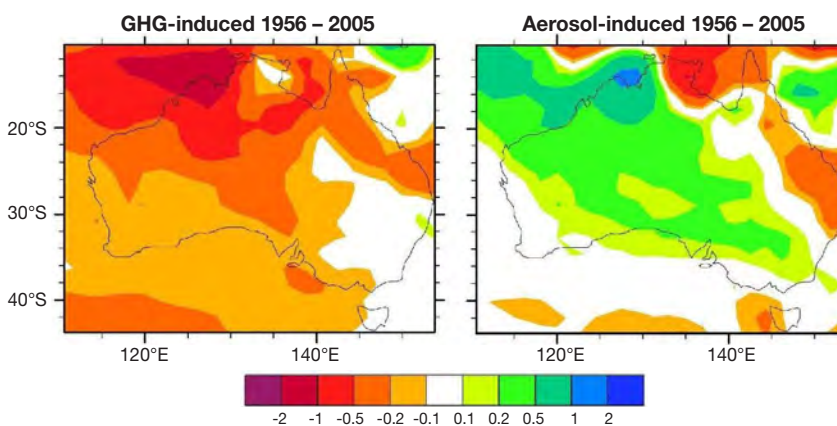 GHG-induced 1956 – 2005
Aerosol-induced 1956 – 2005
20°S
30°S
40°S
120°E 140°E 120°E 140°E
-2 -1 -0.5 -0.2 -0.1 0.1 0.2 0.5 1 2